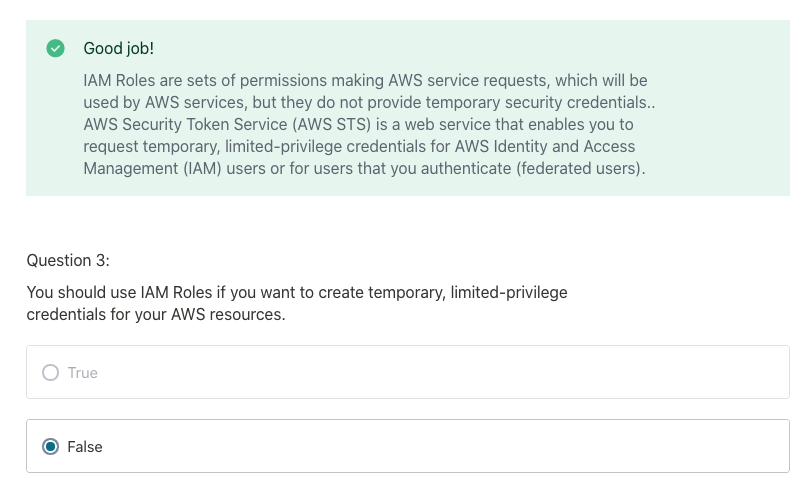 Good job!
IAM Roles are sets of permissions making AWS service requests, which will be
used by AWS services, but they do not provide temporary security credentials..
AWS Security Token Service (AWS STS) is a web service that enables you to
request temporary, limited-privilege credentials for AWS Identity and Access
Management (IAM) users or for users that you authenticate (federated users).
Question 3:
You should use IAM Roles if you want to create temporary, limited-privilege
credentials for your AWS resources.
True
False